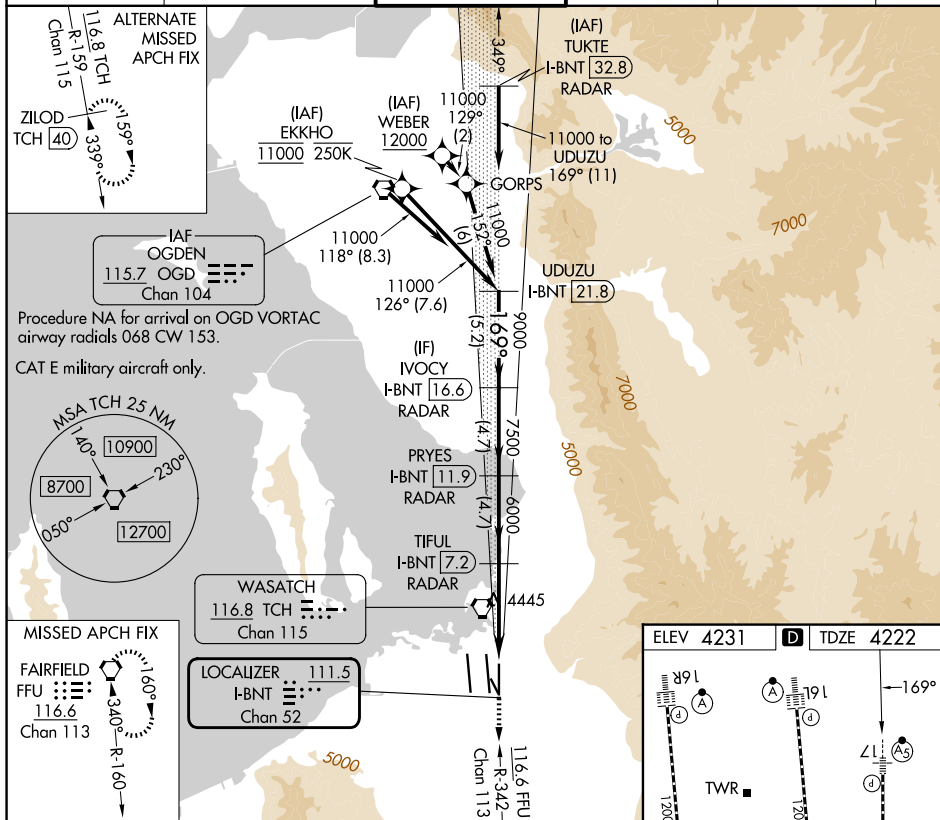 ALTERNATE
MISSED
APCH FIX
116.8 TCH
R-159
Chan 115
ZILOD
TCH 40
159°
339°
(IAF)
EKKHO
11000 250K
(IAF)
WEBER
12000
11000
129°
(2)
349°
(IAF)
TUKTE
I-BNT 32.8
RADAR
11000 to
UDUZU
169° (11)
GORPS
5000
7000
IAF
OGDEN
115.7 OGD
Chan 104
11000
118° (8.3)
11000
152°
(6)
11000
126° (7.6)
UDUZU
I-BNT 21.8
Procedure NA for arrival on OGD VORTAC
airway radials 068 CW 153.
CAT E military aircraft only.
169°
9000
(5.2)
(IF)
IVOCY
I-BNT 16.6
RADAR
7000
5000
MSA TCH 25 NM
140°
10900
230°
8700
050°
12700
7500
(4.7)
PRYES
I-BNT 11.9
RADAR
6000
(4.7)
TIFUL
I-BNT 7.2
RADAR
WASATCH
116.8 TCH
Chan 115
4445
MISSED APCH FIX
FAIRFIELD
FFU
116.6
Chan 113
160°
340°
R-160
LOCALIZER 111.5
I-BNT
Chan 52
5000
116.6 FFU
R-342
Chan 113
ELEV 4231 D TDZE 4222
16R
A
P
A
16L
P
169°
17
A5
P
TWR
1200
120